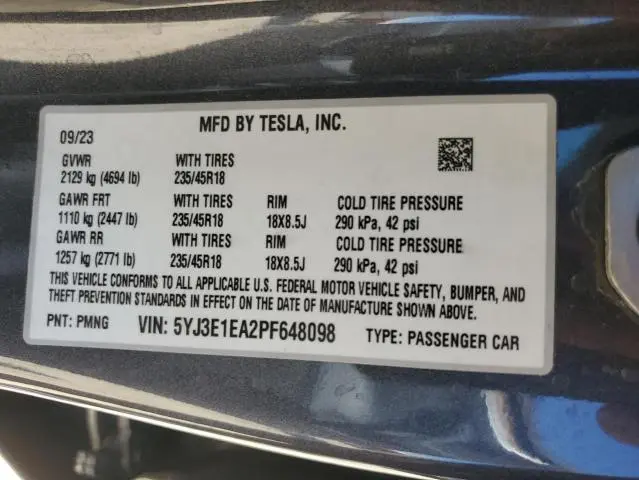 MFD BY TESLA, INC.
09/23
GVWR WITH TIRES
2129 kg (4694 lb) 235/45R18
GAWR FRT WITH TIRES RIM COLD TIRE PRESSURE
1110 kg (2447 lb) 235/45R18 18X8.5J 290 kPa, 42 psi
GAWR RR WITH TIRES RIM COLD TIRE PRESSURE
1257 kg (2771 lb) 235/45R18 18X8.5J 290 kPa, 42 psi
THIS VEHICLE CONFORMS TO ALL APPLICABLE U.S. FEDERAL MOTOR VEHICLE SAFETY, BUMPER, AND
THEFT PREVENTION STANDARDS IN EFFECT ON THE DATE OF MANUFACTURE SHOWN ABOVE.
PNT: PMNG VIN: 5YJ3E1EA2PF648098 TYPE: PASSENGER CAR